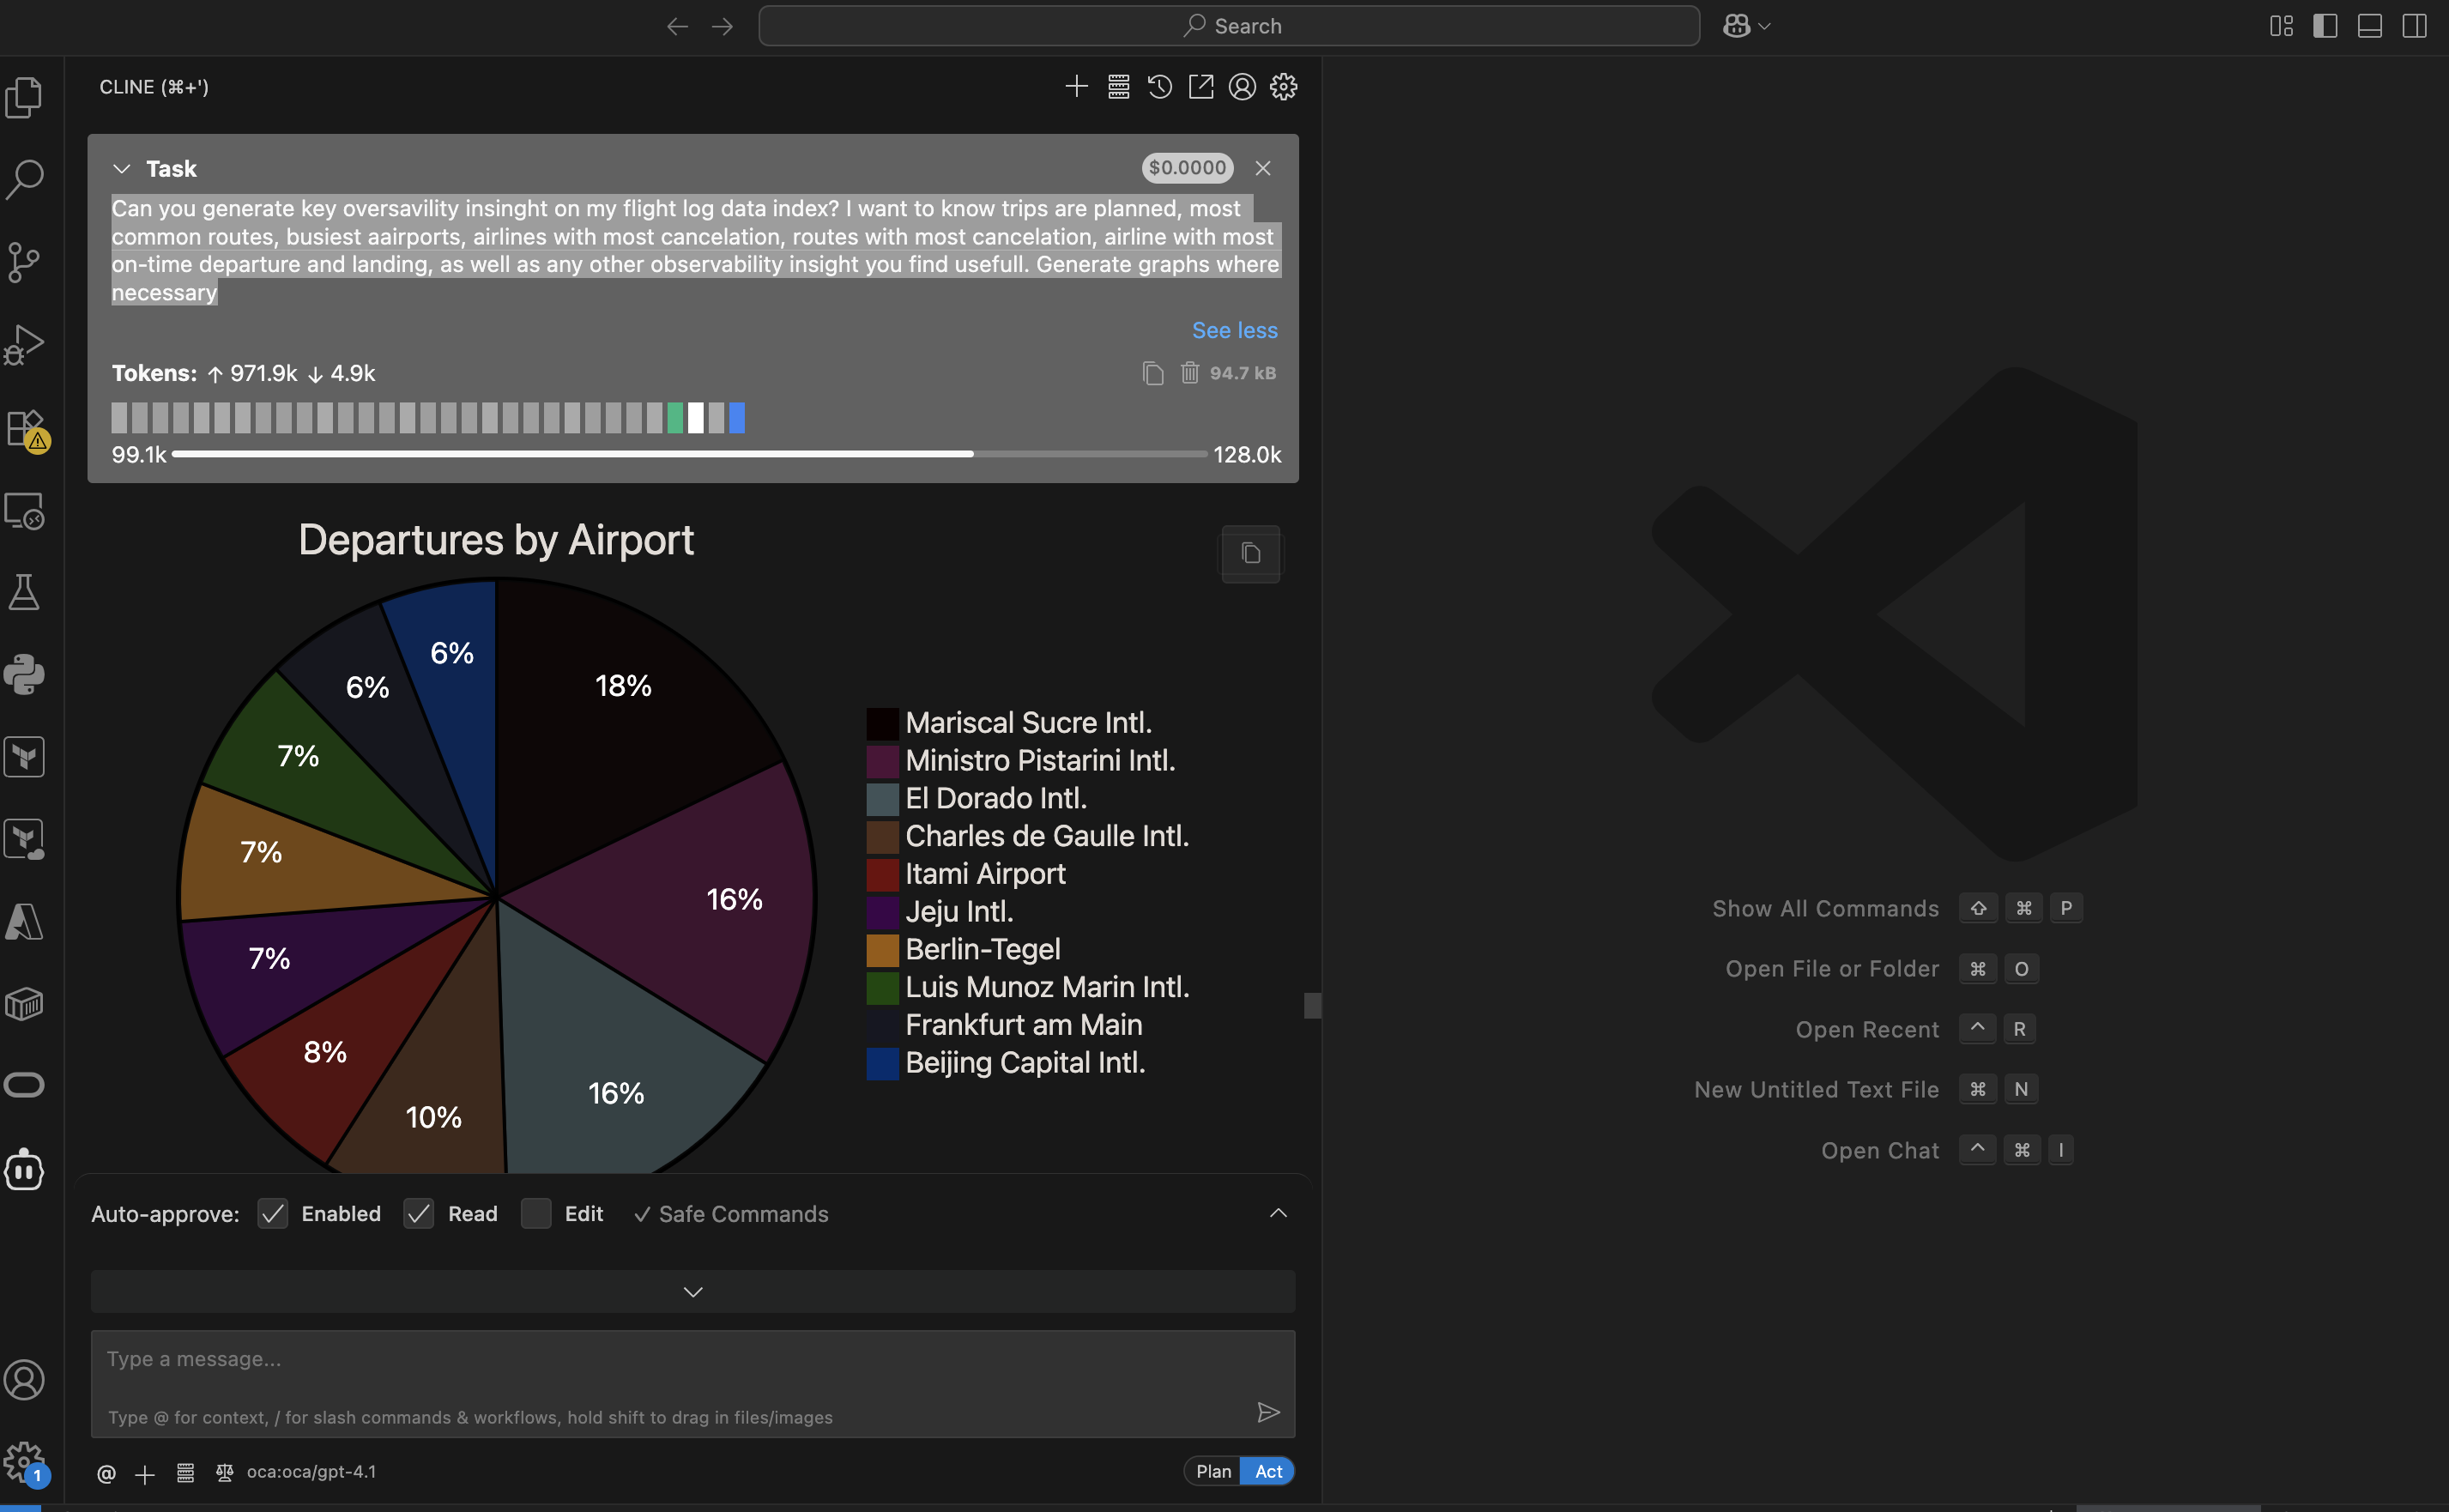 Search
CLINE (⌘+')
Task
$0.0000
Can you generate key oversavility insinght on my flight log data index? I want to know trips are planned, most
common routes, busiest aairports, airlines with most cancelation, routes with most cancelation, airline with most
on-time departure and landing, as well as any other observability insight you find usefull. Generate graphs where
necessary
See less
Tokens: ↑ 971.9k ↓ 4.9k
94.7 kB
99.1k
128.0k
Departures by Airport
6%
18%
6%
7%
7%
16%
7%
8%
16%
10%
Mariscal Sucre Intl.
Ministro Pistarini Intl.
El Dorado Intl.
Charles de Gaulle Intl.
Itami Airport
Jeju Intl.
Berlin-Tegel
Luis Munoz Marin Intl.
Frankfurt am Main
Beijing Capital Intl.
Show All Commands ⇧ ⌘ P
Open File or Folder ⌘ O
Open Recent ^ R
New Untitled Text File ⌘ N
Open Chat ^ ⌘ I
Auto-approve: Enabled Read Edit ✓ Safe Commands
Type a message...
Type @ for context, / for slash commands & workflows, hold shift to drag in files/images
@ + oca:oca/gpt-4.1
Plan Act
1